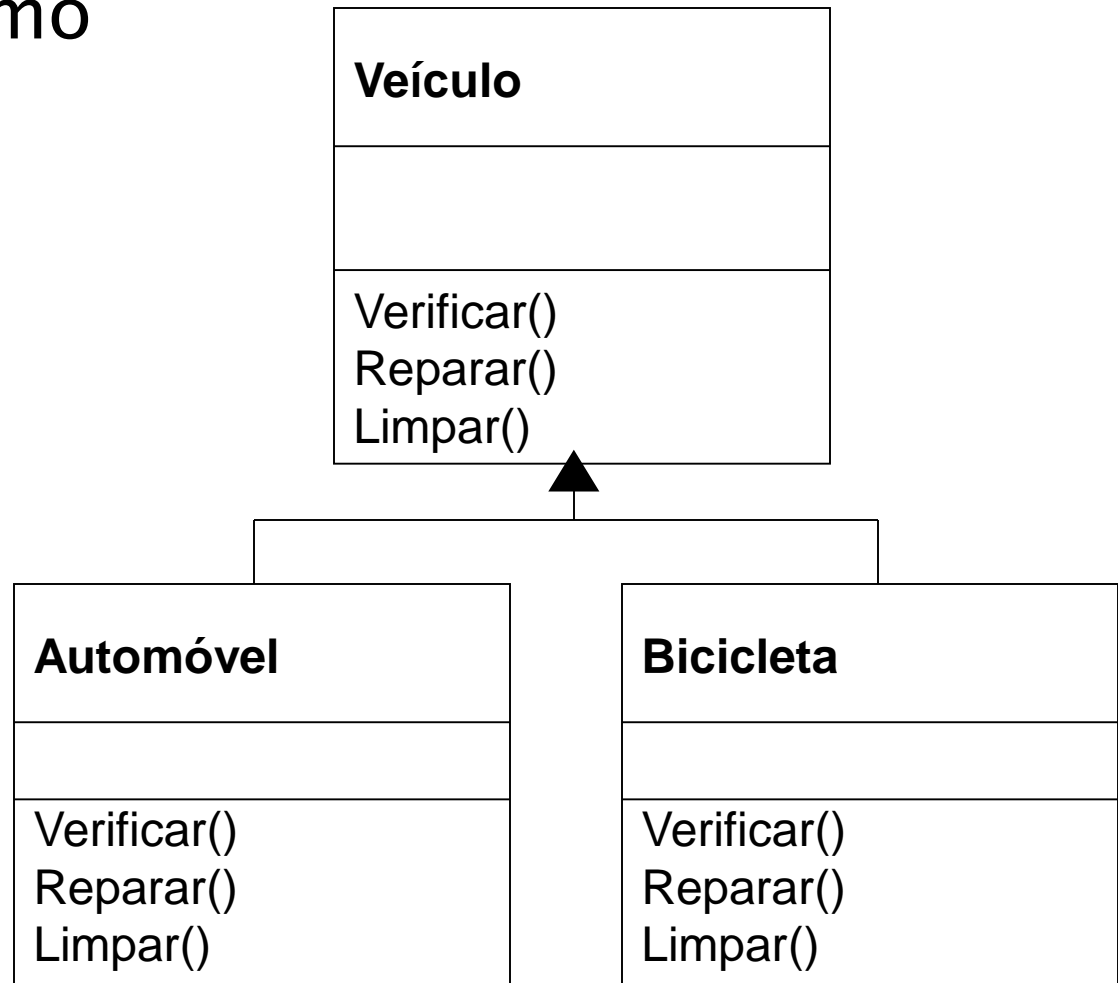 mo
Veículo
Verificar()
Reparar()
Limpar()
Automóvel
Verificar()
Reparar()
Limpar()
Bicicleta
Verificar()
Reparar()
Limpar()